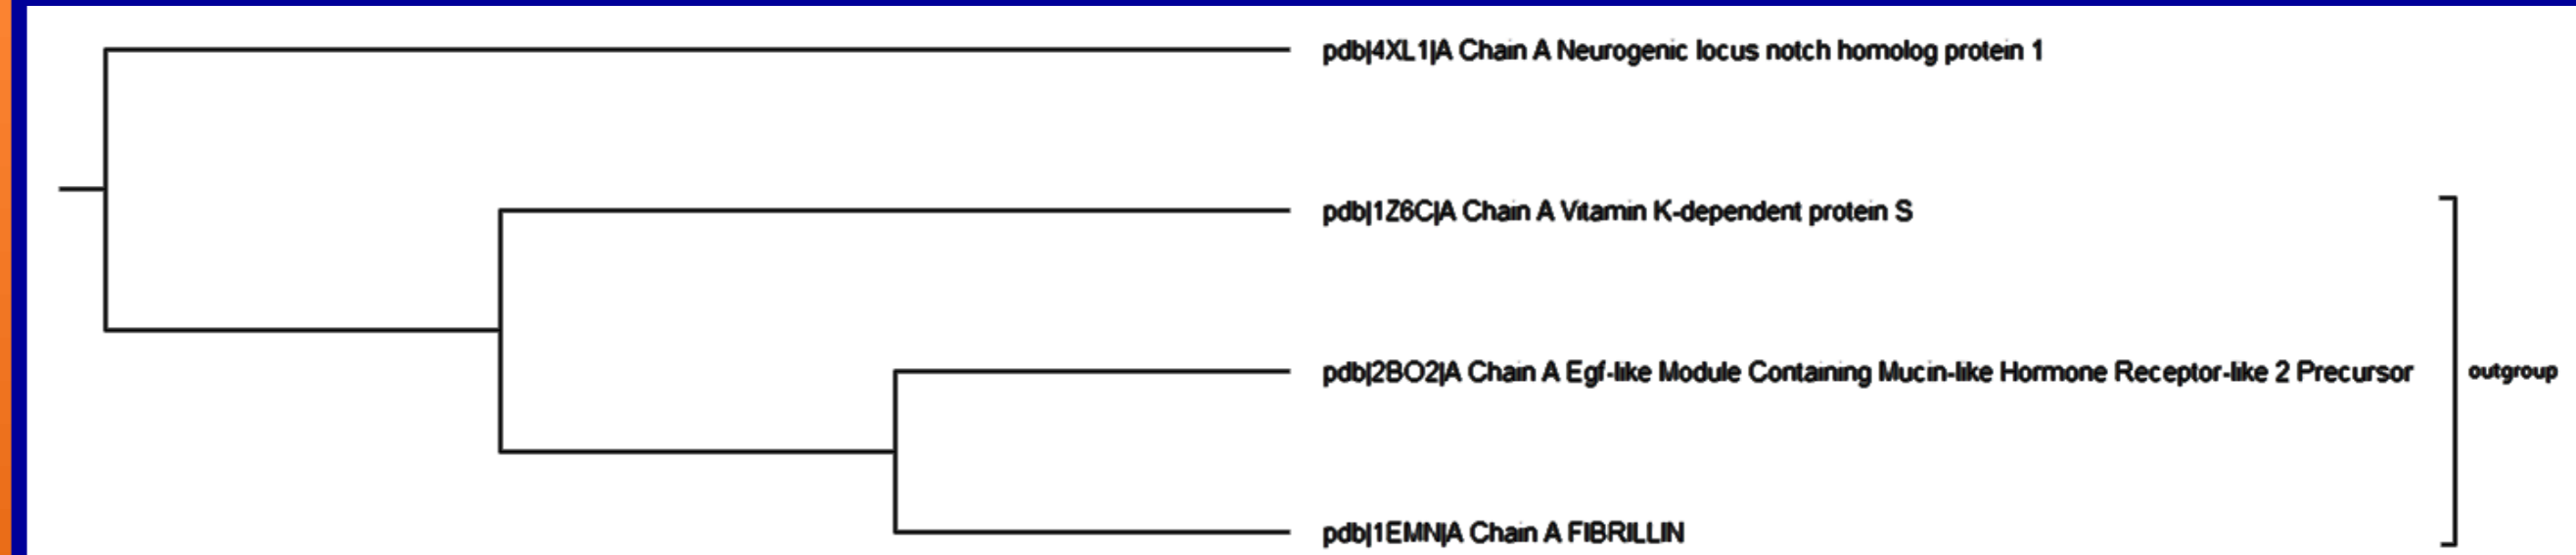 pdb|4XL1|A Chain A Neurogenic locus notch homolog protein 1
pdb|1Z6C|A Chain A Vitamin K-dependent protein S
pdb|2BO2|A Chain A Egf-like Module Containing Mucin-like Hormone Receptor-like 2 Precursor
outgroup
pdb|1EMN|A Chain A FIBRILLIN